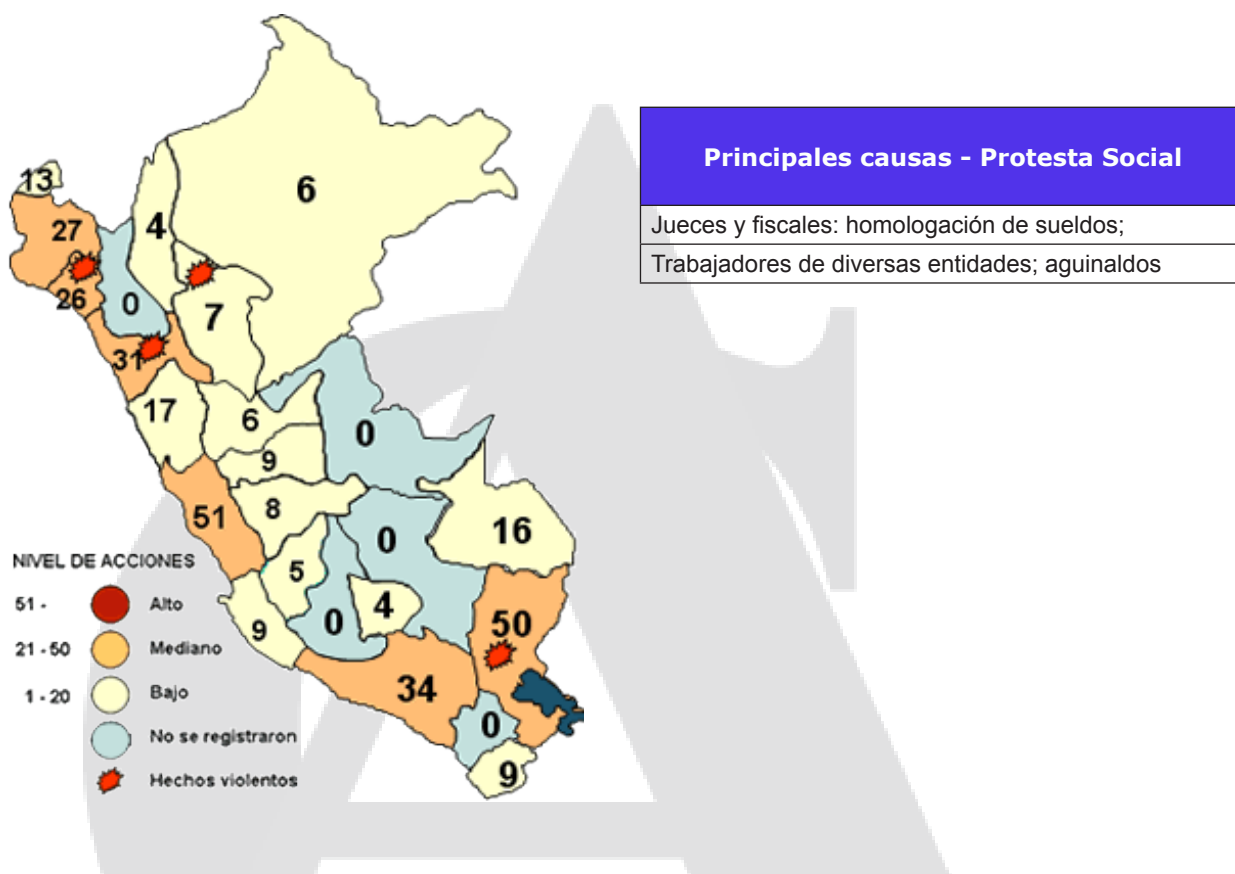 Principales causas - Protesta Social
Jueces y fiscales: homologación de sueldos;
Trabajadores de diversas entidades; aguinaldos
13
6
4
27
26
0
7
31
17
6
0
9
51
8
16
0
5
4
9
0
50
34
0
9
NIVEL DE ACCIONES
51 - Alto
21 - 50 Mediano
1 - 20 Bajo
No se registraron
Hechos violentos